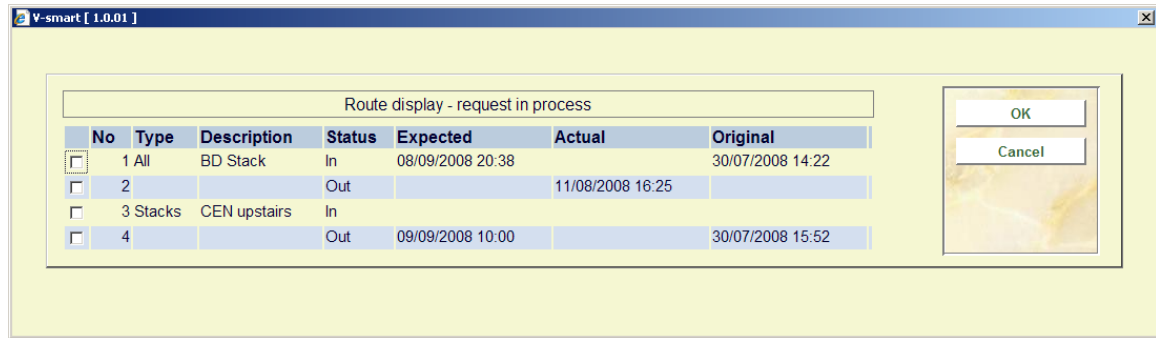 V-smart [ 1.0.01 ]
Route display - request in process
No Type Description Status Expected Actual Original
1 All BD Stack In 08/09/2008 20:38 30/07/2008 14:22
2 Out 11/08/2008 16:25
3 Stacks CEN upstairs In
4 Out 09/09/2008 10:00 30/07/2008 15:52
OK
Cancel